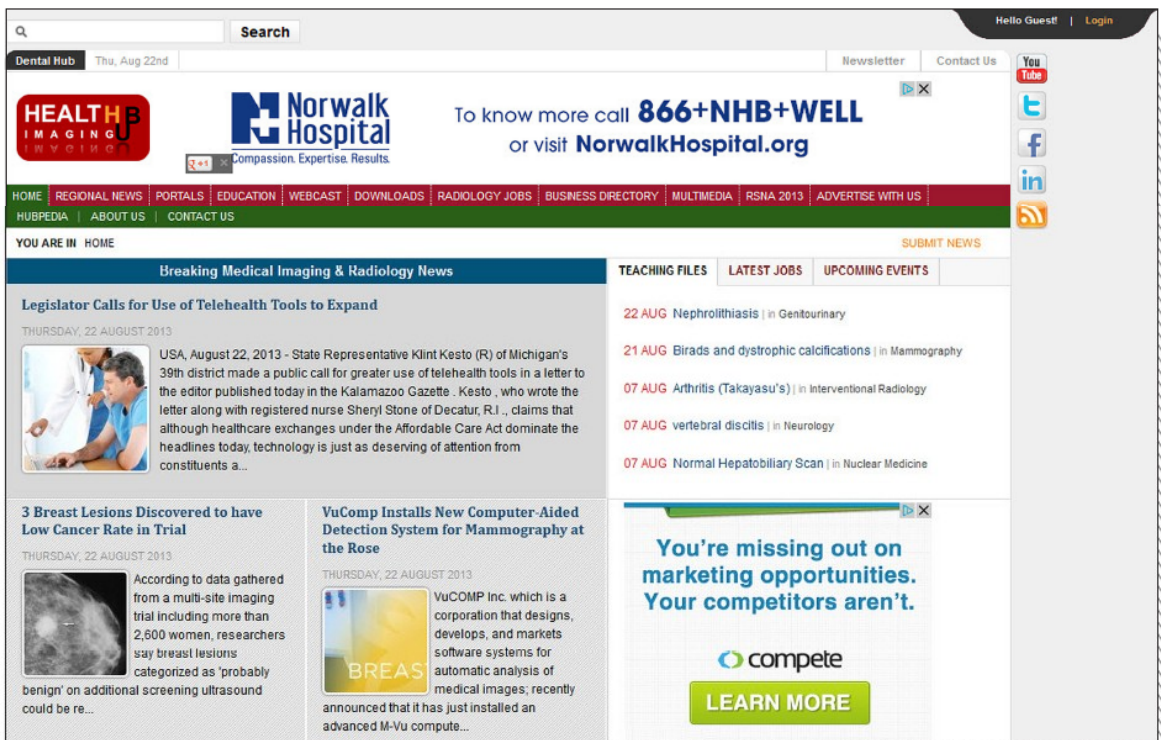 Hello Guest! | Login
Search
Dental Hub Thu, Aug 22nd
Newsletter Contact Us
You
Tube
HEALTH HUB
IMAGING
Norwalk
Hospital
Compassion. Expertise. Results.
To know more call 866+NHB+WELL
or visit NorwalkHospital.org
g+1
HOME REGIONAL NEWS PORTALS EDUCATION WEBCAST DOWNLOADS RADIOLOGY JOBS BUSINESS DIRECTORY MULTIMEDIA RSNA 2013 ADVERTISE WITH US
HUBPEDIA | ABOUT US | CONTACT US
in
YOU ARE IN HOME
SUBMIT NEWS
Breaking Medical Imaging & Radiology News
Legislator Calls for Use of Telehealth Tools to Expand
THURSDAY, 22 AUGUST 2013
USA, August 22, 2013 - State Representative Klint Kesto (R) of Michigan's
39th district made a public call for greater use of telehealth tools in a letter to
the editor published today in the Kalamazoo Gazette . Kesto , who wrote the
letter along with registered nurse Sheryl Stone of Decatur, R.I ., claims that
although healthcare exchanges under the Affordable Care Act dominate the
headlines today, technology is just as deserving of attention from
constituents a...
TEACHING FILES LATEST JOBS UPCOMING EVENTS
22 AUG Nephrolithiasis | in Genitourinary
21 AUG Birads and dystrophic calcifications | in Mammography
07 AUG Arthritis (Takayasu's) | in Interventional Radiology
07 AUG vertebral discitis | in Neurology
07 AUG Normal Hepatobiliary Scan | in Nuclear Medicine
3 Breast Lesions Discovered to have
Low Cancer Rate in Trial
THURSDAY, 22 AUGUST 2013
According to data gathered
from a multi-site imaging
trial including more than
2,600 women, researchers
say breast lesions
categorized as 'probably
benign' on additional screening ultrasound
could be re...
VuComp Installs New Computer-Aided
Detection System for Mammography at
the Rose
THURSDAY, 22 AUGUST 2013
BREAS
VuCOMP Inc. which is a
corporation that designs,
develops, and markets
software systems for
automatic analysis of
medical images; recently
announced that it has just installed an
advanced M-Vu compute...
You're missing out on
marketing opportunities.
Your competitors aren't.
compete
LEARN MORE